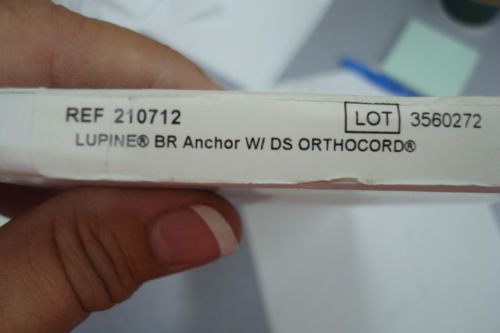 REF 210712 LOT 3560272
LUPINE® BR Anchor W/ DS ORTHOCORD®